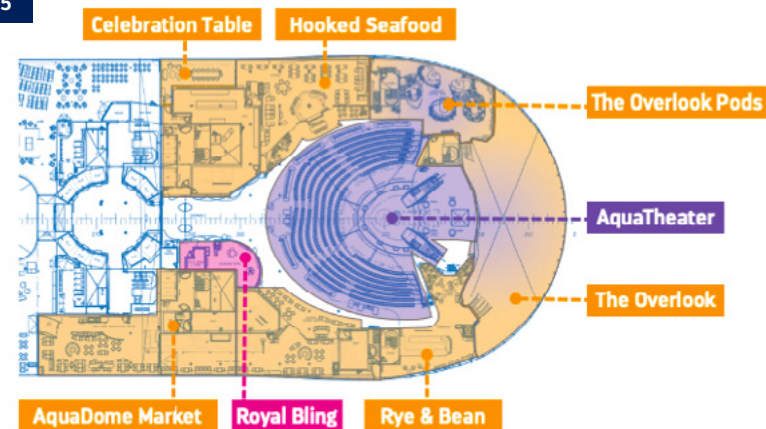 5
Celebration Table
Hooked Seafood
The Overlook Pods
AquaTheater
The Overlook
AquaDome Market
Royal Bling
Rye & Bean